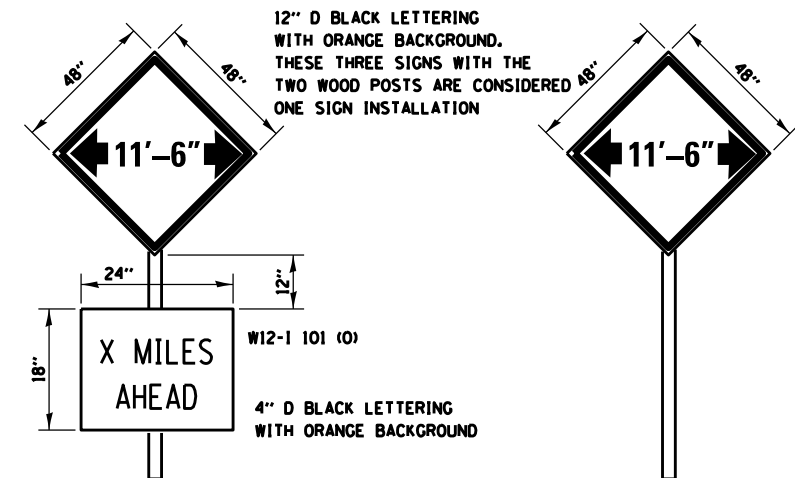 12" D BLACK LETTERING
WITH ORANGE BACKGROUND.
THESE THREE SIGNS WITH THE
TWO WOOD POSTS ARE CONSIDERED
ONE SIGN INSTALLATION
48"
48"
11'–6"
48"
48"
11'–6"
24"
12"
18"
X MILES
AHEAD
W12-I 101 (O)
4" D BLACK LETTERING
WITH ORANGE BACKGROUND